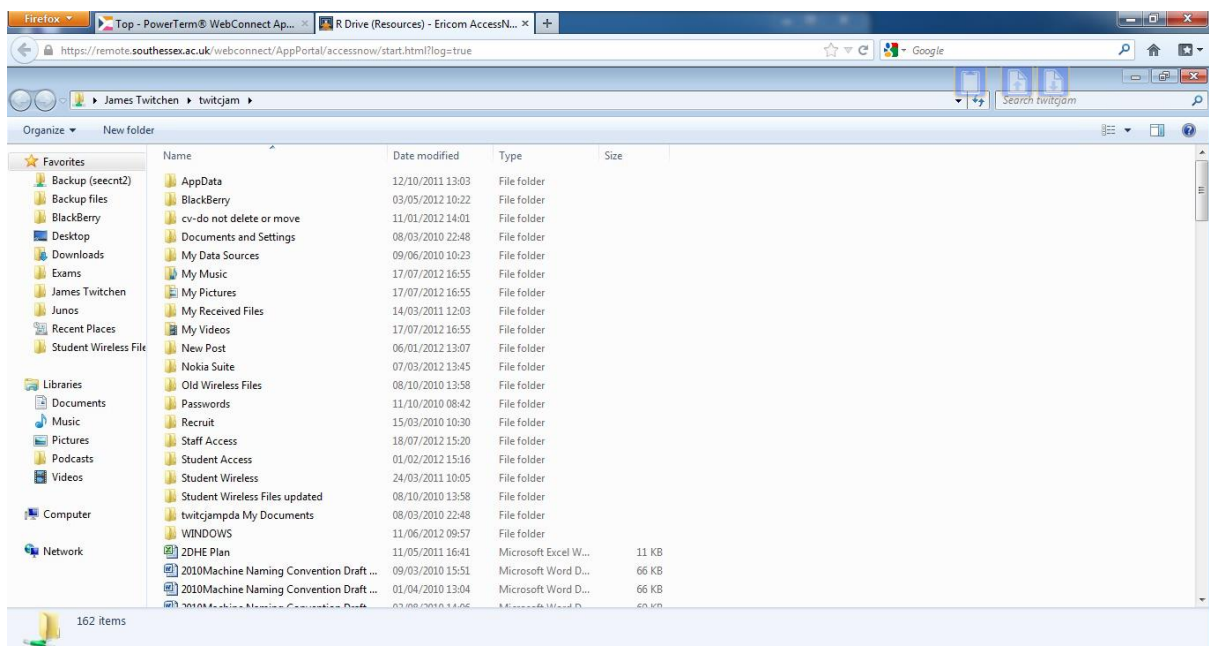 Firefox
Top - PowerTerm® WebConnect Ap... × R Drive (Resources) - Ericom AccessN... × +
https://remote.southessex.ac.uk/webconnect/AppPortal/accessnow/start.html?log=true Google
James Twitchen twitcjam Search twitcjam
Organize New folder
Name Date modified Type Size
Favorites
Backup (seecnt2) AppData 12/10/2011 13:03 File folder
Backup files BlackBerry 03/05/2012 10:22 File folder
BlackBerry cv-do not delete or move 11/01/2012 14:01 File folder
Desktop Documents and Settings 08/03/2010 22:48 File folder
Downloads My Data Sources 09/06/2010 10:23 File folder
Exams My Music 17/07/2012 16:55 File folder
James Twitchen My Pictures 17/07/2012 16:55 File folder
Junos My Received Files 14/03/2011 12:03 File folder
Recent Places My Videos 17/07/2012 16:55 File folder
Student Wireless File New Post 06/01/2012 13:07 File folder
Nokia Suite 07/03/2012 13:45 File folder
Libraries Old Wireless Files 08/10/2010 13:58 File folder
Documents Passwords 11/10/2010 08:42 File folder
Music Recruit 15/03/2010 10:30 File folder
Pictures Staff Access 18/07/2012 15:20 File folder
Podcasts Student Access 01/02/2012 15:16 File folder
Videos Student Wireless 24/03/2011 10:05 File folder
Student Wireless Files updated 08/10/2010 13:58 File folder
Computer twitcjampda My Documents 08/03/2010 22:48 File folder
WINDOWS 11/06/2012 09:57 File folder
Network 2DHE Plan 11/05/2011 16:41 Microsoft Excel W... 11 KB
2010Machine Naming Convention Draft ... 09/03/2010 15:51 Microsoft Word D... 66 KB
2010Machine Naming Convention Draft ... 01/04/2010 13:04 Microsoft Word D... 66 KB
2010Machine Naming Convention Draft
162 items